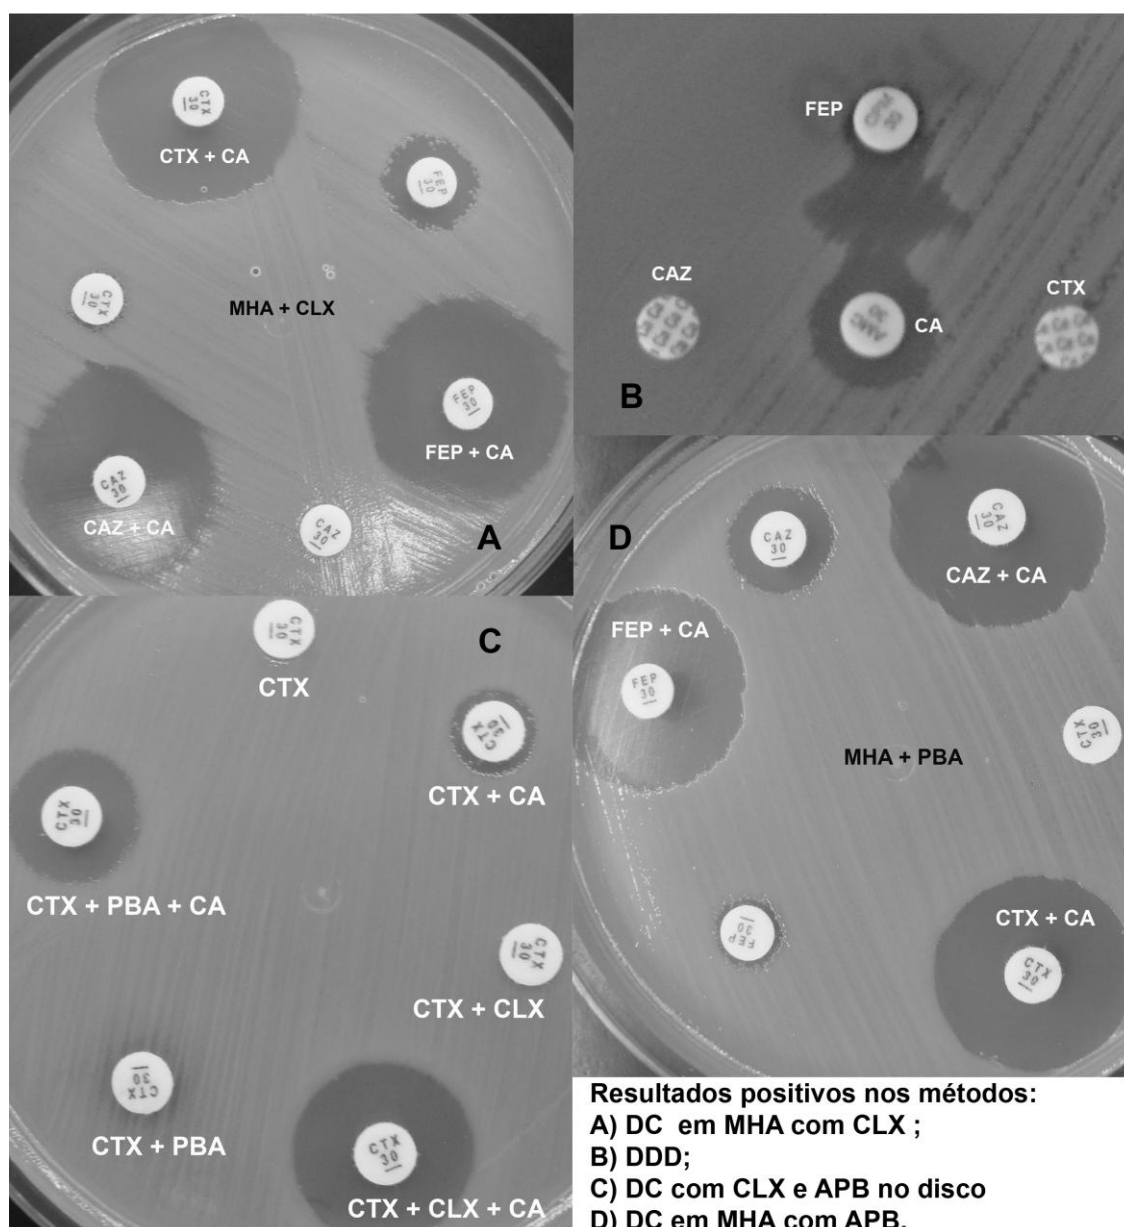 CTX
30
CTX + CA
FEP
30
CTX
30
MHA + CLX
FEP
30
FEP + CA
CAZ
30
CAZ + CA
CAZ
30
A
FEP
CAZ
CTX
AMC
30
CA
B
CTX
30
CTX
C
CTX
30
CTX + CA
CTX
30
CTX + PBA + CA
CTX
30
CTX + CLX
CTX
30
CTX + PBA
CTX
30
CTX + CLX + CA
D
CAZ
30
CAZ
30
CAZ + CA
FEP + CA
FEP
30
CTX
30
MHA + PBA
FEP
30
CTX + CA
CTX
30
Resultados positivos nos métodos:
A) DC em MHA com CLX ;
B) DDD;
C) DC com CLX e APB no disco
D) DC em MHA com APB.